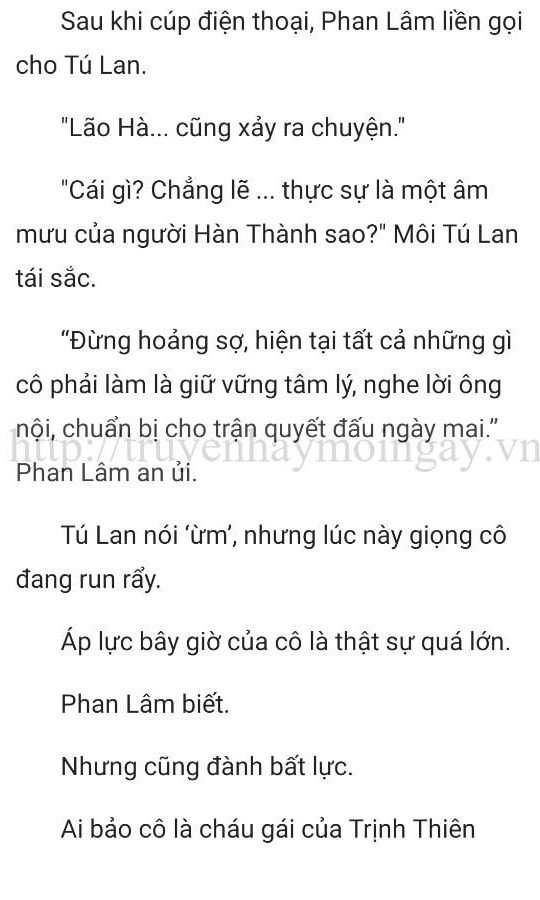 Sau khi cúp điện thoại, Phan Lâm liền gọi
cho Tú Lan.
"Lão Hà... cũng xảy ra chuyện."
"Cái gì? Chẳng lẽ ... thực sự là một âm
mưu của người Hàn Thành sao?" Môi Tú Lan
tái sắc.
“Đừng hoảng sợ, hiện tại tất cả những gì
cô phải làm là giữ vững tâm lý, nghe lời ông
nội, chuẩn bị cho trận quyết đấu ngày mai.”
http://truyenhaymoingay.vn
Phan Lâm an ủi.
Tú Lan nói ‘ừm’, nhưng lúc này giọng cô
đang run rẩy.
Áp lực bây giờ của cô là thật sự quá lớn.
Phan Lâm biết.
Nhưng cũng đành bất lực.
Ai bảo cô là cháu gái của Trịnh Thiên